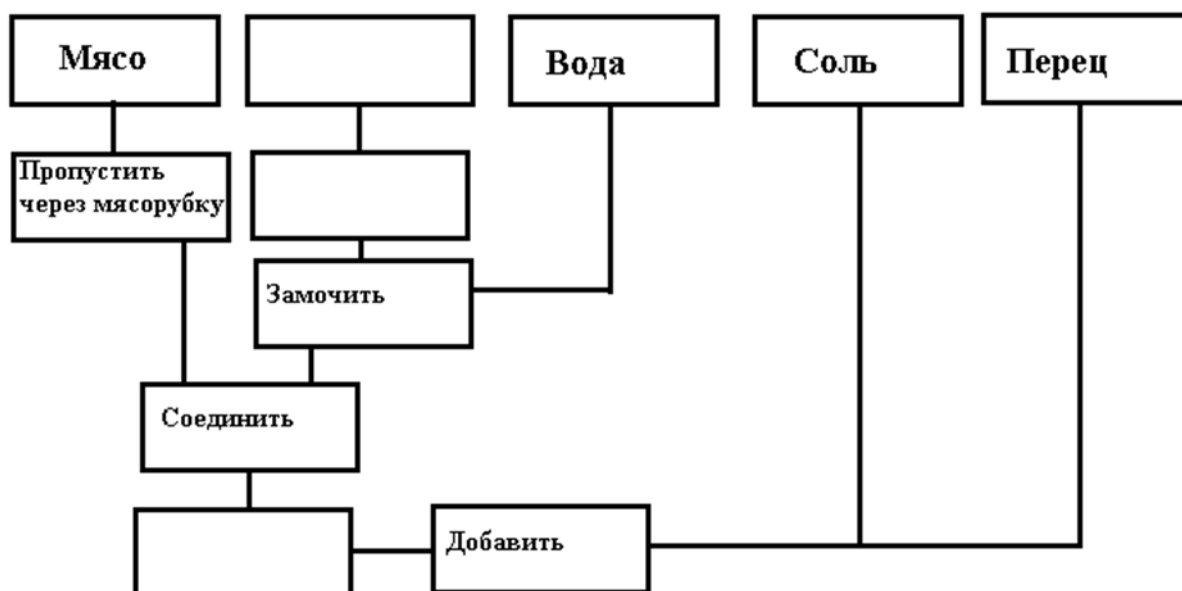 Мясо
Вода
Соль
Перец
Пропустить
через мясорубку
Замочить
Соединить
Добавить